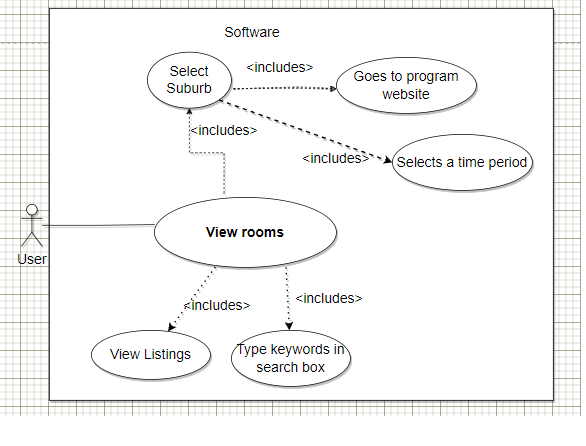 Software
Select
Suburb
<includes>
Goes to program
website
<includes>
<includes>
Selects a time period
View rooms
User
<includes>
<includes>
View Listings
Type keywords in
search box